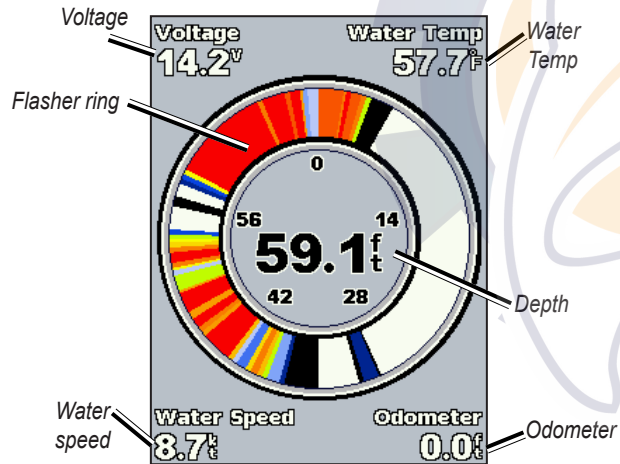 Voltage
Voltage
14.2V
Water Temp
57.7°F
Water
Temp
Flasher ring
0
56
14
59.1ft
42
28
Depth
Water
speed
Water Speed
8.7kt
Odometer
0.0ft
Odometer